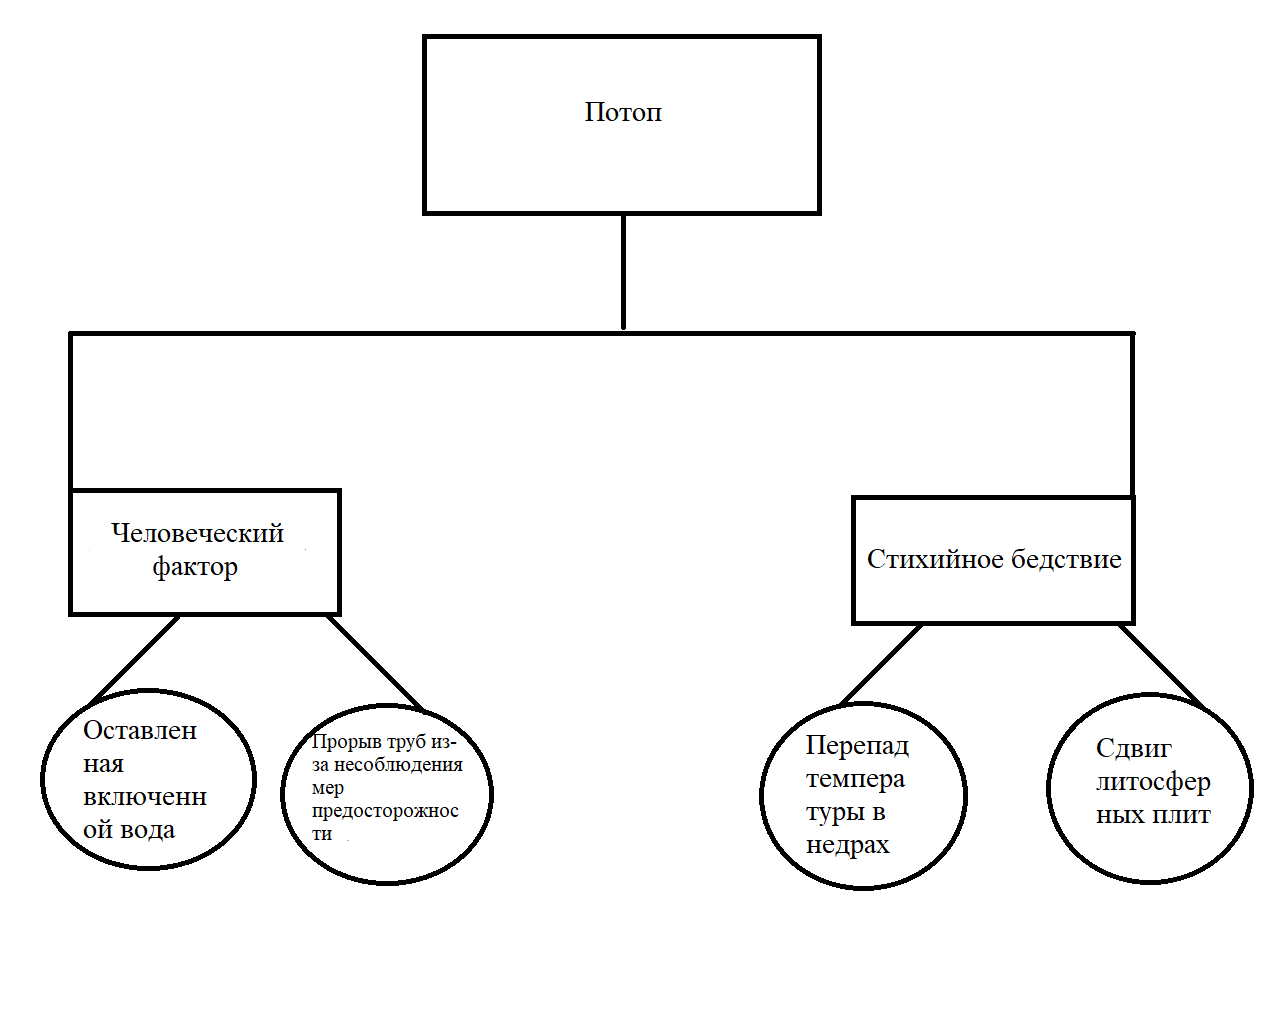 Потоп
Человеческий
фактор
Стихийное бедствие
Оставлен
ная
включенн
ой вода
Прорыв труб из-
за несоблюдения
мер
предосторожнос
ти
Перепад
темпера
туры в
недрах
Сдвиг
литосфер
ных плит